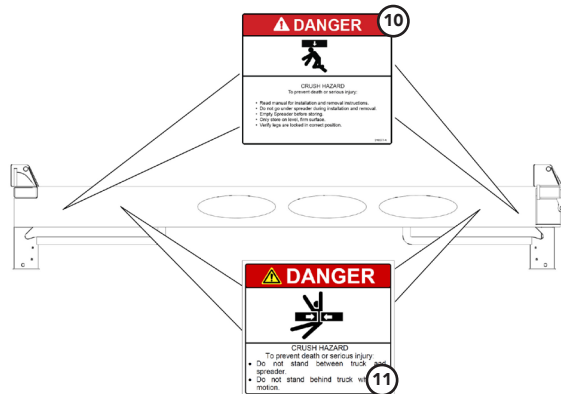 DANGER
10
CRUSH HAZARD
To prevent death or serious injury:
• Read manual for installation and removal instructions.
• Do not go under spreader during installation and removal.
• Empty Spreader before storing.
• Only store on level, firm surface.
• Verify legs are locked in correct position.
DANGER
CRUSH HAZARD
To prevent death or serious injury:
• Do not stand between truck and
spreader.
• Do not stand behind truck
motion.
11